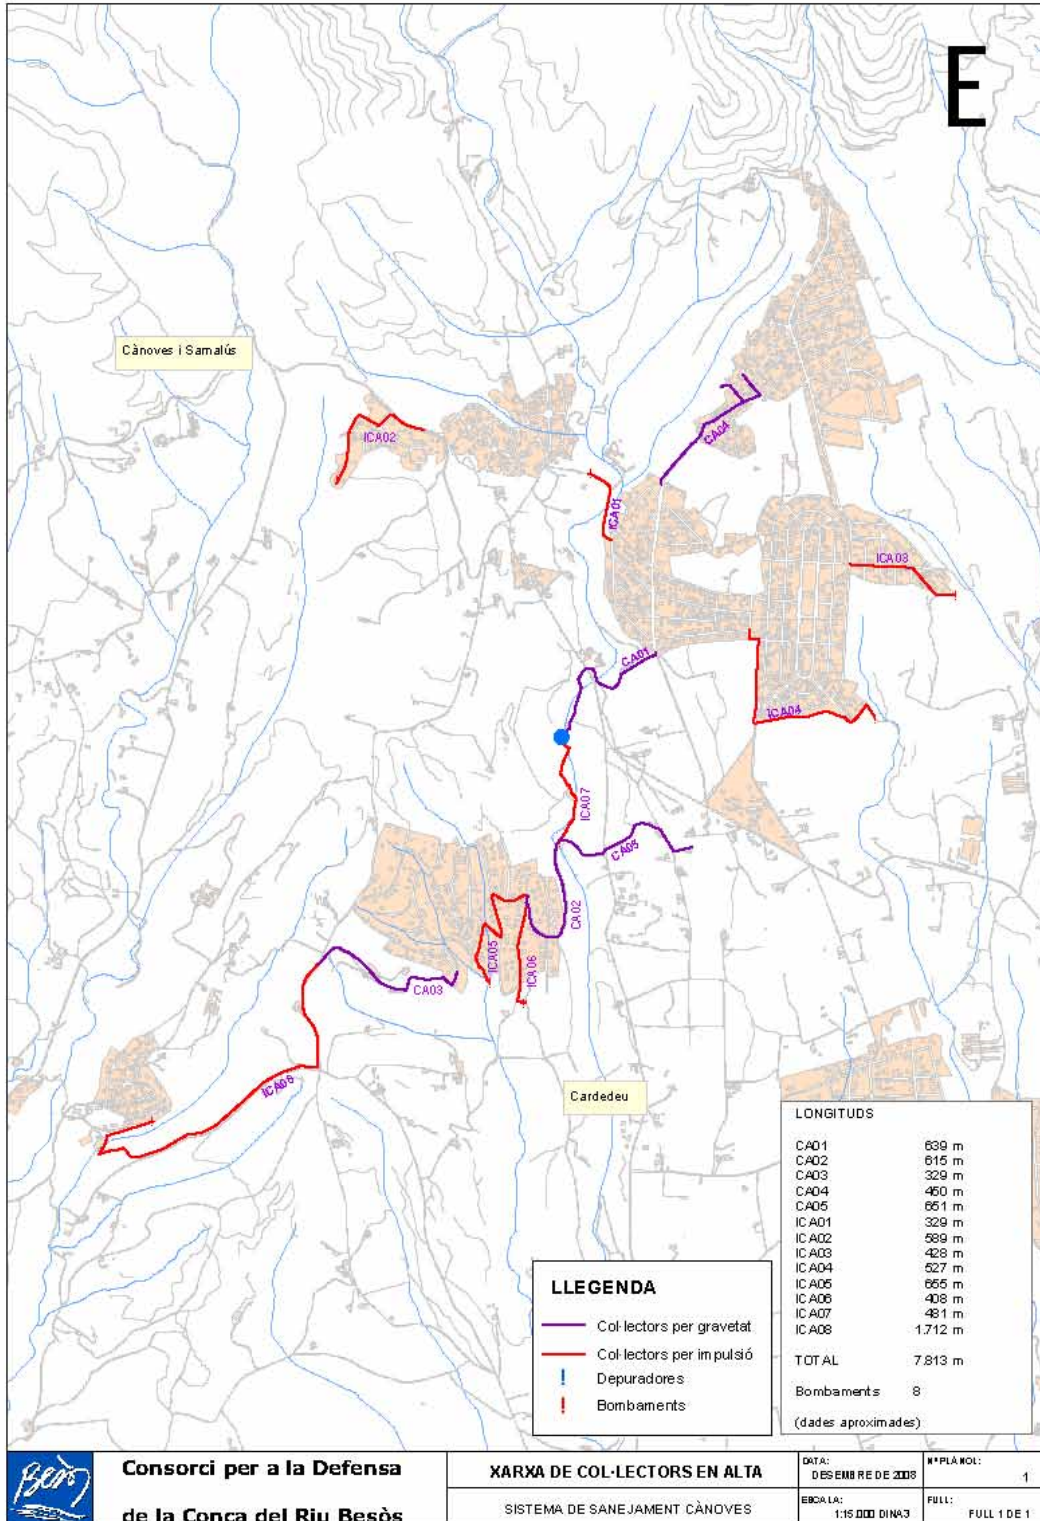 E
Cànoves i Samalús
ICA02
CA04
ICA01
ICA03
CA01
ICA04
ICA07
CA05
CA02
ICA05
ICA06
CA03
ICA08
Cardedeu
LONGITUDS
CA01 639 m
CA02 615 m
CA03 329 m
CA04 450 m
CA05 651 m
ICA01 329 m
ICA02 589 m
ICA03 428 m
ICA04 527 m
ICA05 655 m
ICA06 408 m
ICA07 481 m
ICA08 1.712 m
TOTAL 7.813 m
Bombaments 8
(dades aproximades)
LLEGENDA
Col·lectors per gravetat
Col·lectors per impulsió
Depuradores
Bombaments
Besòs
Consorci per a la Defensa
de la Conca del Riu Besòs
XARXA DE COL·LECTORS EN ALTA
SISTEMA DE SANEJAMENT CÀNOVES
DATA:
DESEMBRE DE 2008
NºPLÀNOL:
1
ESCALA:
1:15.000 DINA3
FULL:
FULL 1 DE 1